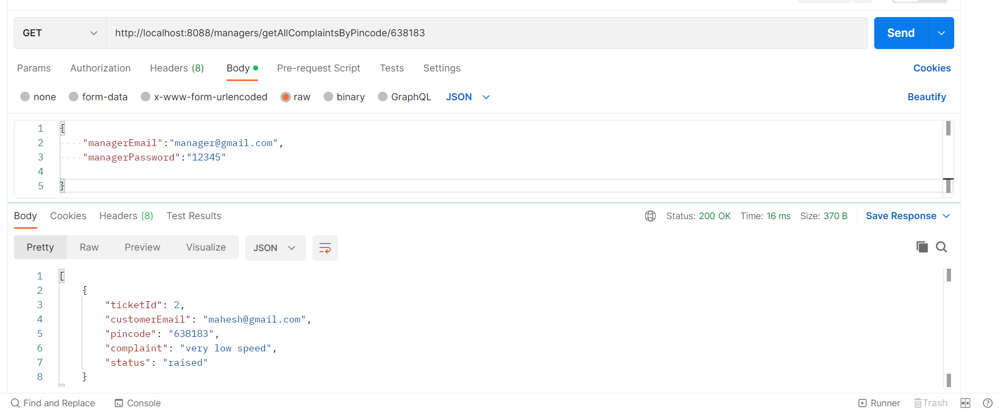 GET http://localhost:8088/managers/getAllComplaintsByPincode/638183 Send
Params Authorization Headers (8) Body Pre-request Script Tests Settings Cookies
none form-data x-www-form-urlencoded raw binary GraphQL JSON Beautify
1 {
2 ····"managerEmail":"manager@gmail.com",
3 ····"managerPassword":"12345"
4
5 }
Body Cookies Headers (8) Test Results Status: 200 OK Time: 16 ms Size: 370 B Save Response
Pretty Raw Preview Visualize JSON
1 [
2 {
3 "ticketId": 2,
4 "customerEmail": "mahesh@gmail.com",
5 "pincode": "638183",
6 "complaint": "very low speed",
7 "status": "raised"
8 }
Find and Replace Console Runner Trash